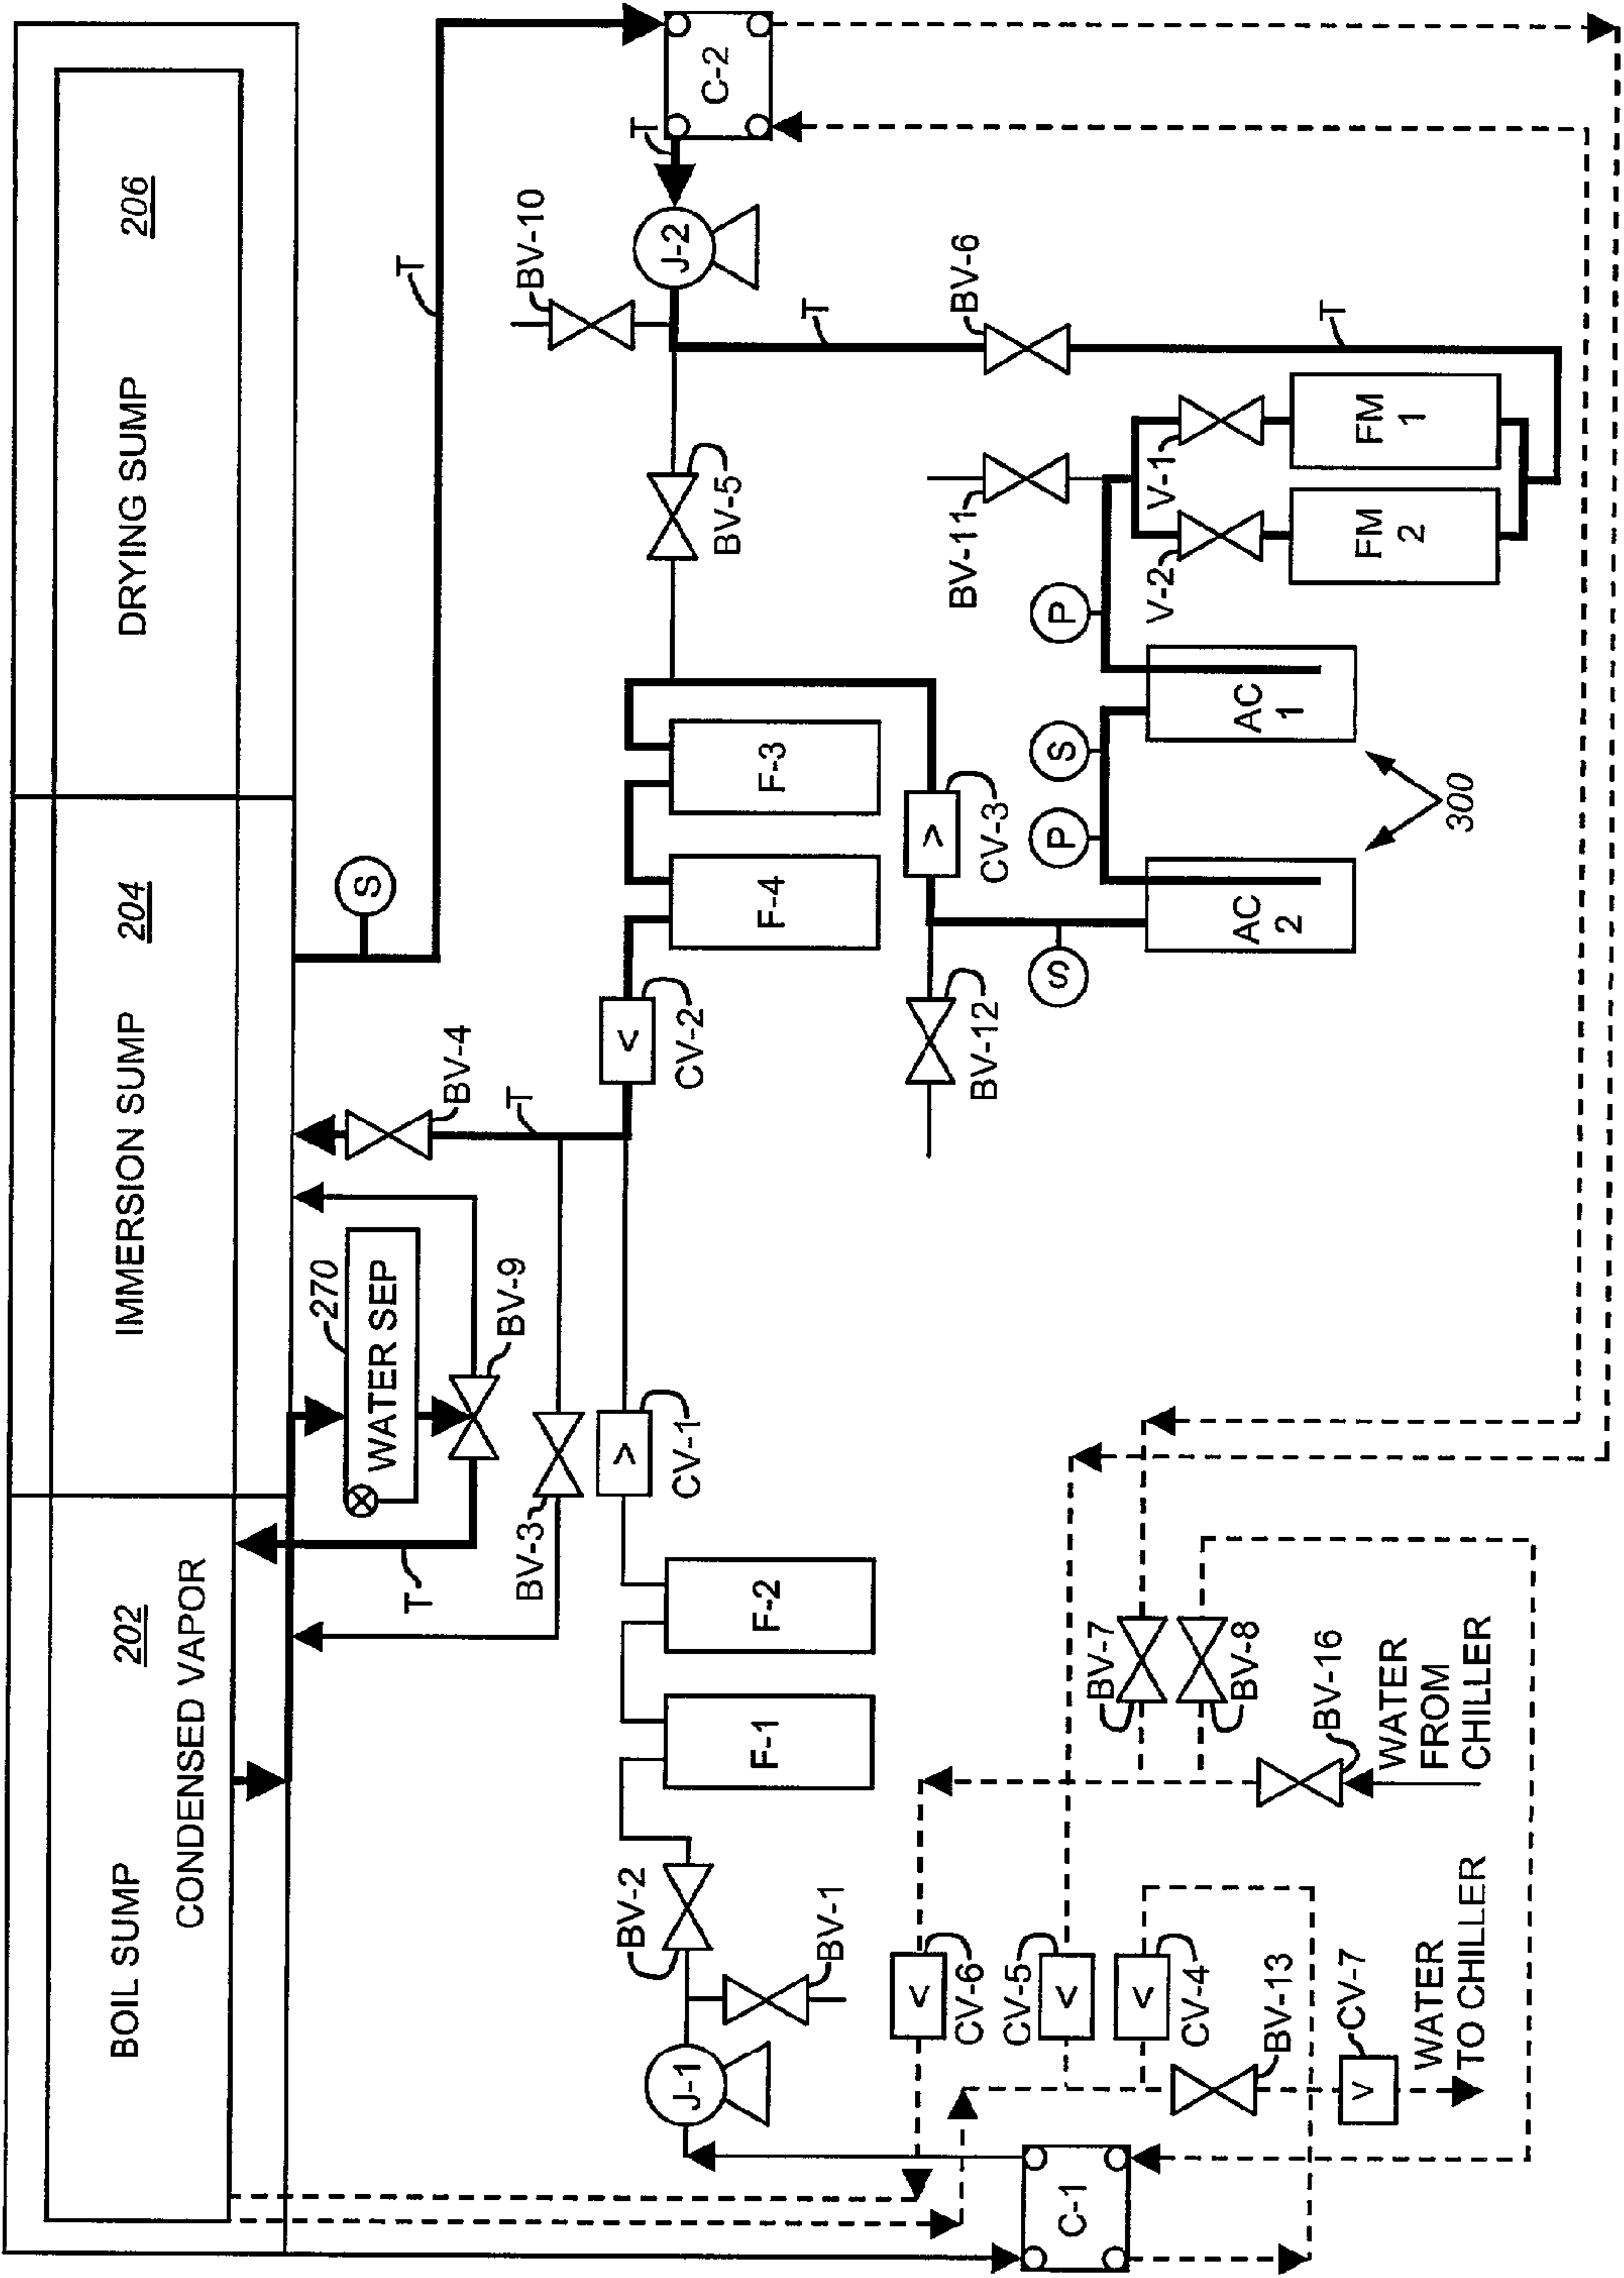 BOIL SUMP
202
CONDENSED VAPOR
IMMERSION SUMP
204
DRYING SUMP
206
270
WATER SEP
S
T
T
BV-4
BV-9
T
BV-3
BV-10
BV-2
T
J-1
CV-1
CV-2
J-2
C-2
BV-5
F-1
F-2
F-4
F-3
T
BV-1
CV-6
BV-11
BV-6
BV-12
CV-3
CV-5
S
P
S
P
C-1
BV-7
V-2
V-1
CV-4
BV-8
AC
2
AC
1
BV-13
BV-16
T
CV-7
FM
2
FM
1
WATER
FROM
CHILLER
WATER
TO CHILLER
300